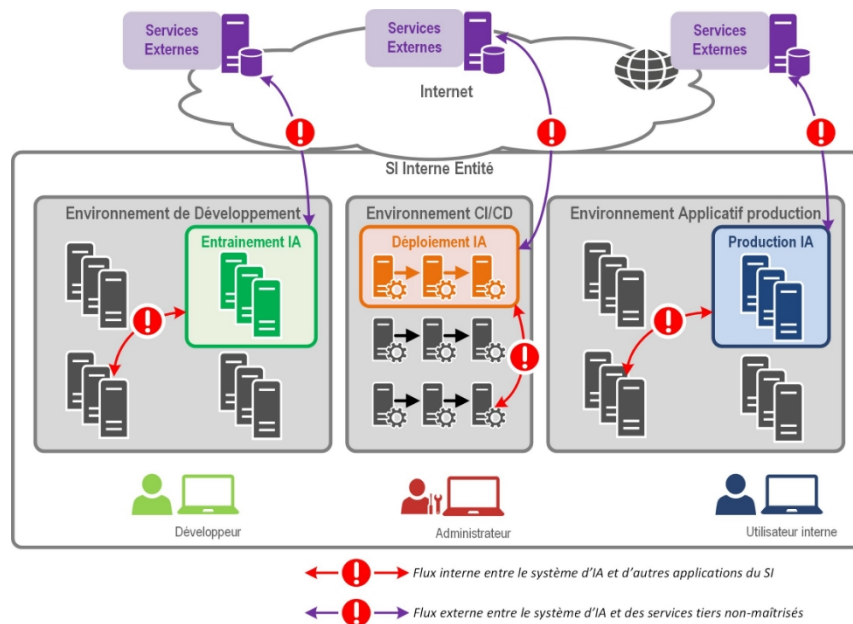 Services
Externes
Services
Externes
Services
Externes
Internet
SI Interne Entité
Environnement de Développement
Entrainement IA
Environnement CI/CD
Déploiement IA
Environnement Applicatif production
Production IA
Développeur
Administrateur
Utilisateur interne
Flux interne entre le système d'IA et d'autres applications du SI
Flux externe entre le système d'IA et des services tiers non-maîtrisés